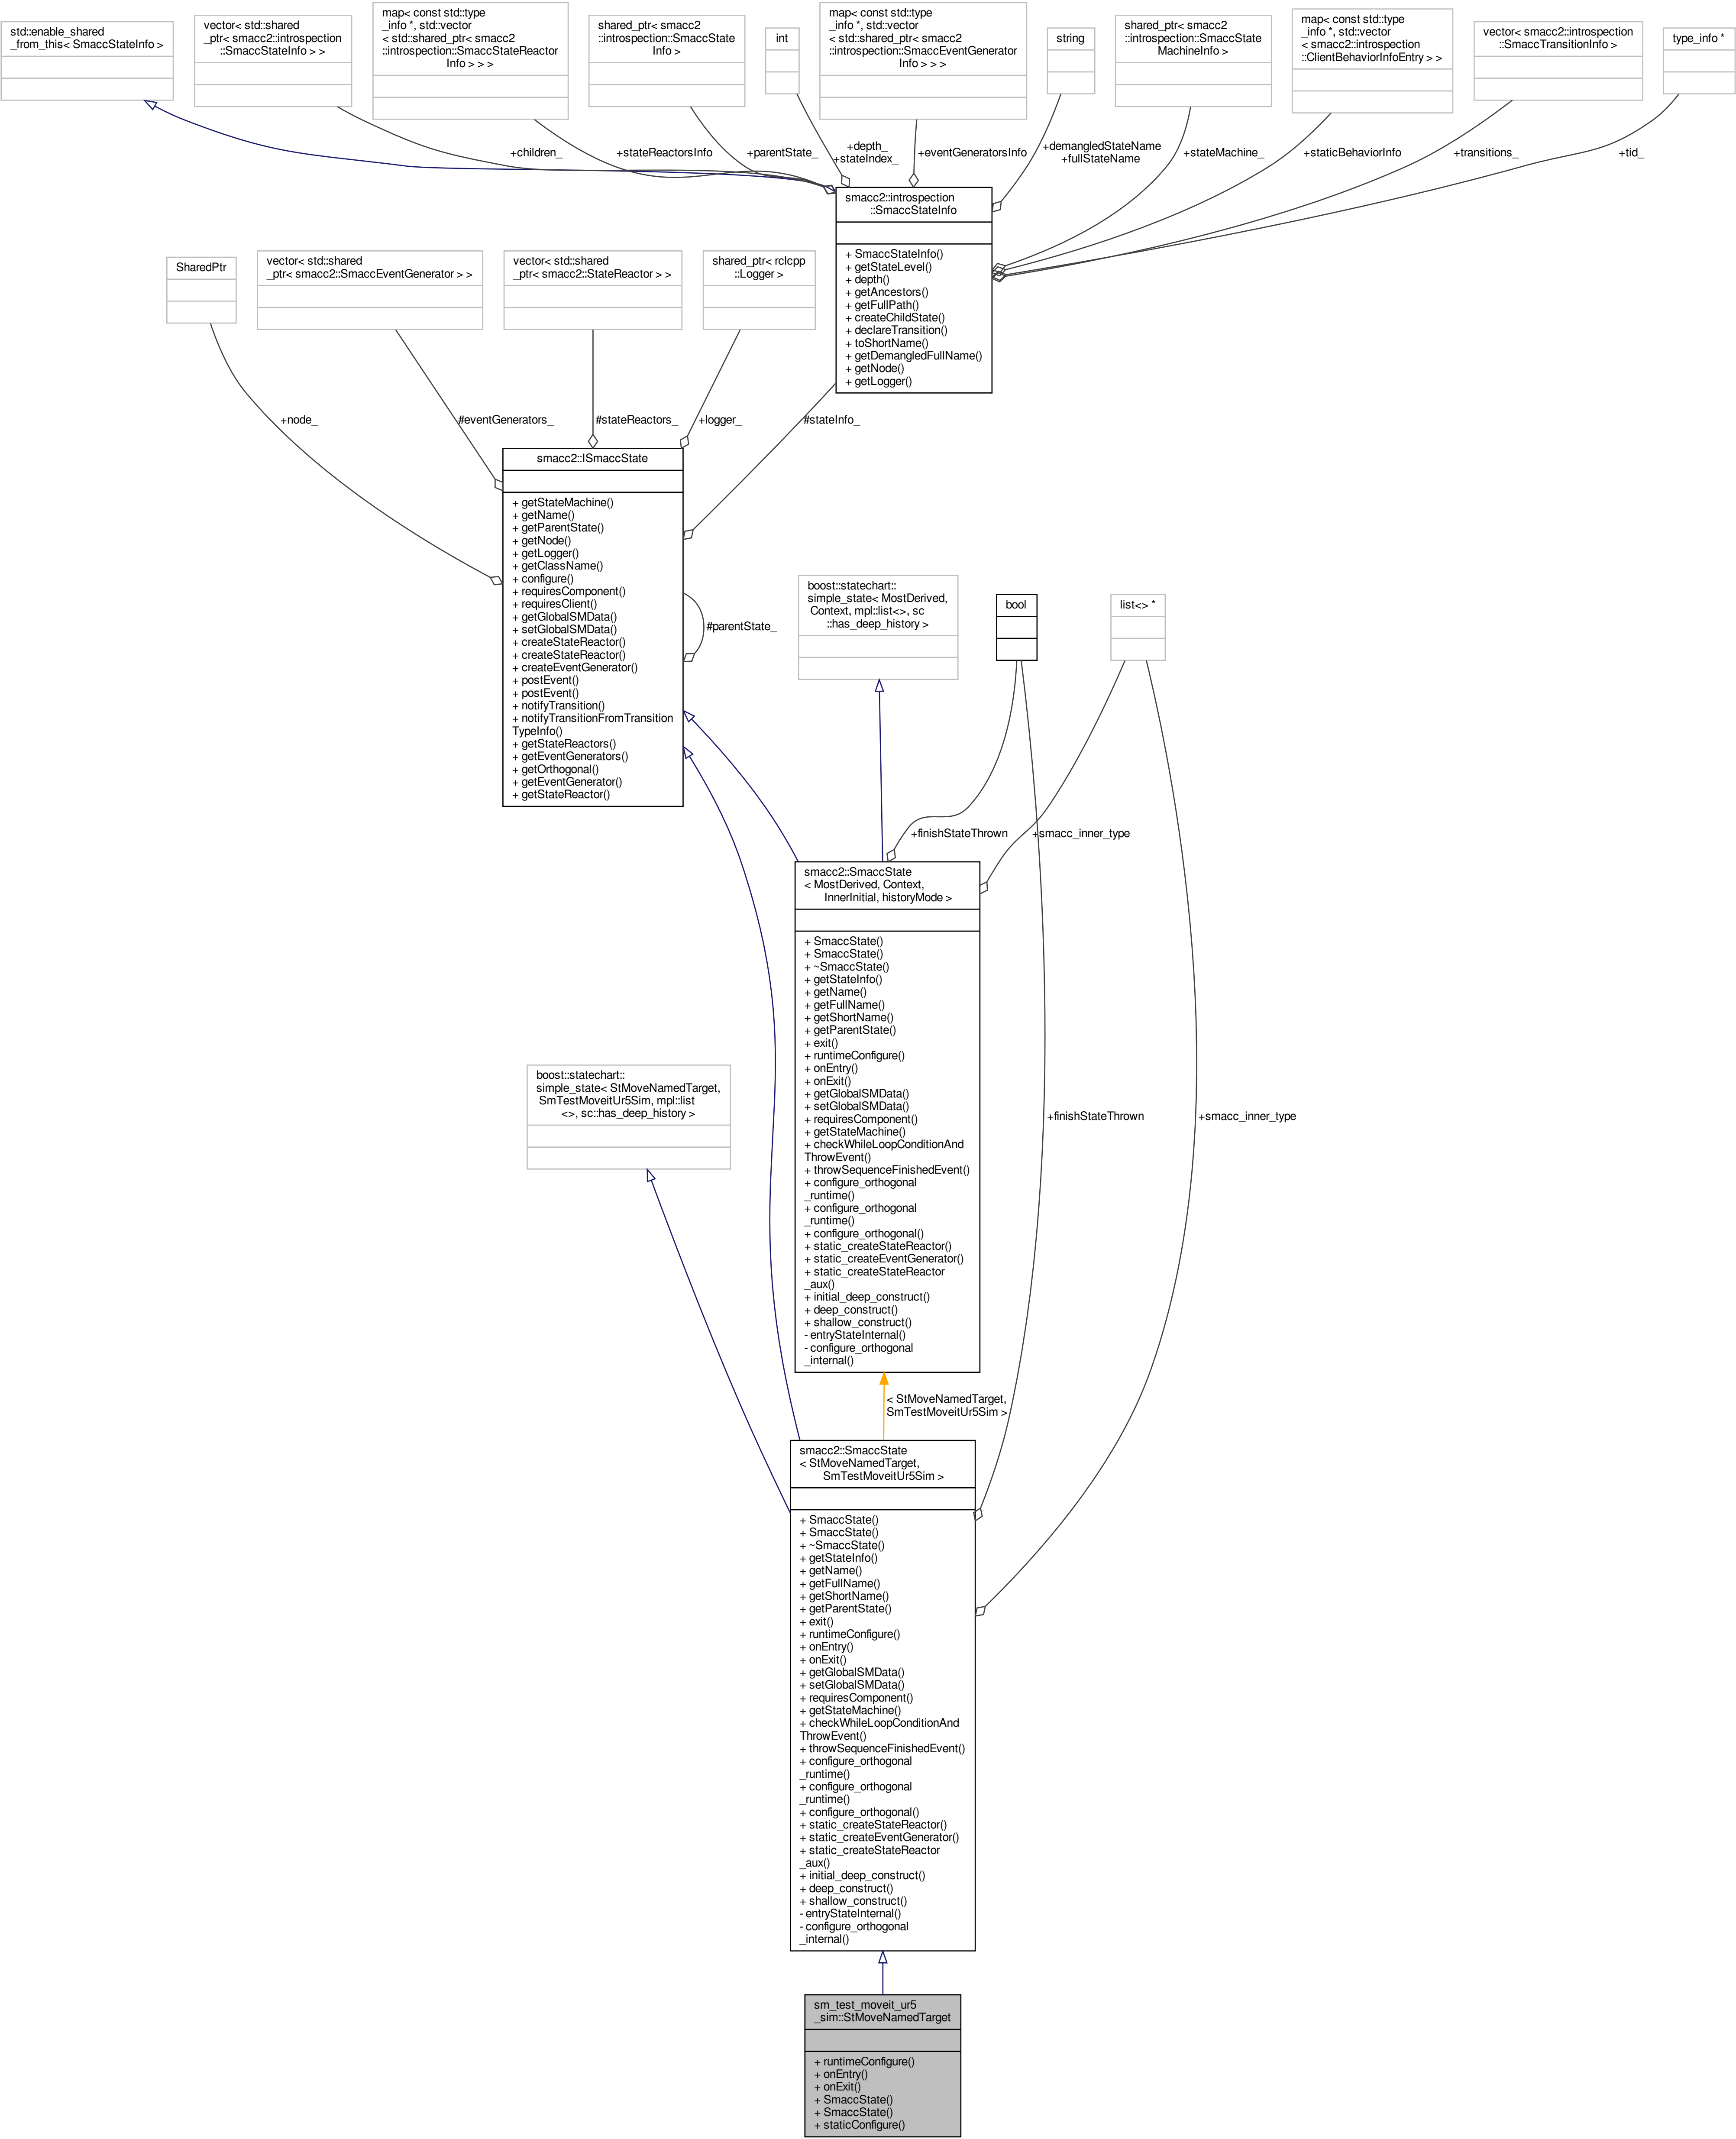 std::enable_shared
_from_this< SmaccStateInfo >
vector< std::shared
_ptr< smacc2::introspection
::SmaccStateInfo > >
map< const std::type
_info *, std::vector
< std::shared_ptr< smacc2
::introspection::SmaccStateReactor
Info > > >
shared_ptr< smacc2
::introspection::SmaccState
Info >
int
map< const std::type
_info *, std::vector
< std::shared_ptr< smacc2
::introspection::SmaccEventGenerator
Info > > >
string
shared_ptr< smacc2
::introspection::SmaccState
MachineInfo >
map< const std::type
_info *, std::vector
< smacc2::introspection
::ClientBehaviorInfoEntry > >
vector< smacc2::introspection
::SmaccTransitionInfo >
type_info *
+children_
+stateReactorsInfo
+parentState_
+depth_
+stateIndex_
+eventGeneratorsInfo
+demangledStateName
+fullStateName
+stateMachine_
+staticBehaviorInfo
+transitions_
+tid_
smacc2::introspection
::SmaccStateInfo
+ SmaccStateInfo()
+ getStateLevel()
+ depth()
+ getAncestors()
+ getFullPath()
+ createChildState()
+ declareTransition()
+ toShortName()
+ getDemangledFullName()
+ getNode()
+ getLogger()
SharedPtr
vector< std::shared
_ptr< smacc2::SmaccEventGenerator > >
vector< std::shared
_ptr< smacc2::StateReactor > >
shared_ptr< rclcpp
::Logger >
+node_
#eventGenerators_
#stateReactors_
+logger_
#stateInfo_
smacc2::ISmaccState
+ getStateMachine()
+ getName()
+ getParentState()
+ getNode()
+ getLogger()
+ getClassName()
+ configure()
+ requiresComponent()
+ requiresClient()
+ getGlobalSMData()
+ setGlobalSMData()
+ createStateReactor()
+ createStateReactor()
+ createEventGenerator()
+ postEvent()
+ postEvent()
+ notifyTransition()
+ notifyTransitionFromTransition
TypeInfo()
+ getStateReactors()
+ getEventGenerators()
+ getOrthogonal()
+ getEventGenerator()
+ getStateReactor()
#parentState_
boost::statechart::
simple_state< MostDerived,
Context, mpl::list<>, sc
::has_deep_history >
bool
list<> *
+finishStateThrown
+smacc_inner_type
smacc2::SmaccState
< MostDerived, Context,
InnerInitial, historyMode >
+ SmaccState()
+ SmaccState()
+ ~SmaccState()
+ getStateInfo()
+ getName()
+ getFullName()
+ getShortName()
+ getParentState()
+ exit()
+ runtimeConfigure()
+ onEntry()
+ onExit()
+ getGlobalSMData()
+ setGlobalSMData()
+ requiresComponent()
+ getStateMachine()
+ checkWhileLoopConditionAnd
ThrowEvent()
+ throwSequenceFinishedEvent()
+ configure_orthogonal
_runtime()
+ configure_orthogonal
_runtime()
+ configure_orthogonal()
+ static_createStateReactor()
+ static_createEventGenerator()
+ static_createStateReactor
_aux()
+ initial_deep_construct()
+ deep_construct()
+ shallow_construct()
- entryStateInternal()
- configure_orthogonal
_internal()
boost::statechart::
simple_state< StMoveNamedTarget,
SmTestMoveitUr5Sim, mpl::list
<>, sc::has_deep_history >
+finishStateThrown
+smacc_inner_type
< StMoveNamedTarget,
SmTestMoveitUr5Sim >
smacc2::SmaccState
< StMoveNamedTarget,
SmTestMoveitUr5Sim >
+ SmaccState()
+ SmaccState()
+ ~SmaccState()
+ getStateInfo()
+ getName()
+ getFullName()
+ getShortName()
+ getParentState()
+ exit()
+ runtimeConfigure()
+ onEntry()
+ onExit()
+ getGlobalSMData()
+ setGlobalSMData()
+ requiresComponent()
+ getStateMachine()
+ checkWhileLoopConditionAnd
ThrowEvent()
+ throwSequenceFinishedEvent()
+ configure_orthogonal
_runtime()
+ configure_orthogonal
_runtime()
+ configure_orthogonal()
+ static_createStateReactor()
+ static_createEventGenerator()
+ static_createStateReactor
_aux()
+ initial_deep_construct()
+ deep_construct()
+ shallow_construct()
- entryStateInternal()
- configure_orthogonal
_internal()
sm_test_moveit_ur5
_sim::StMoveNamedTarget
+ runtimeConfigure()
+ onEntry()
+ onExit()
+ SmaccState()
+ SmaccState()
+ staticConfigure()